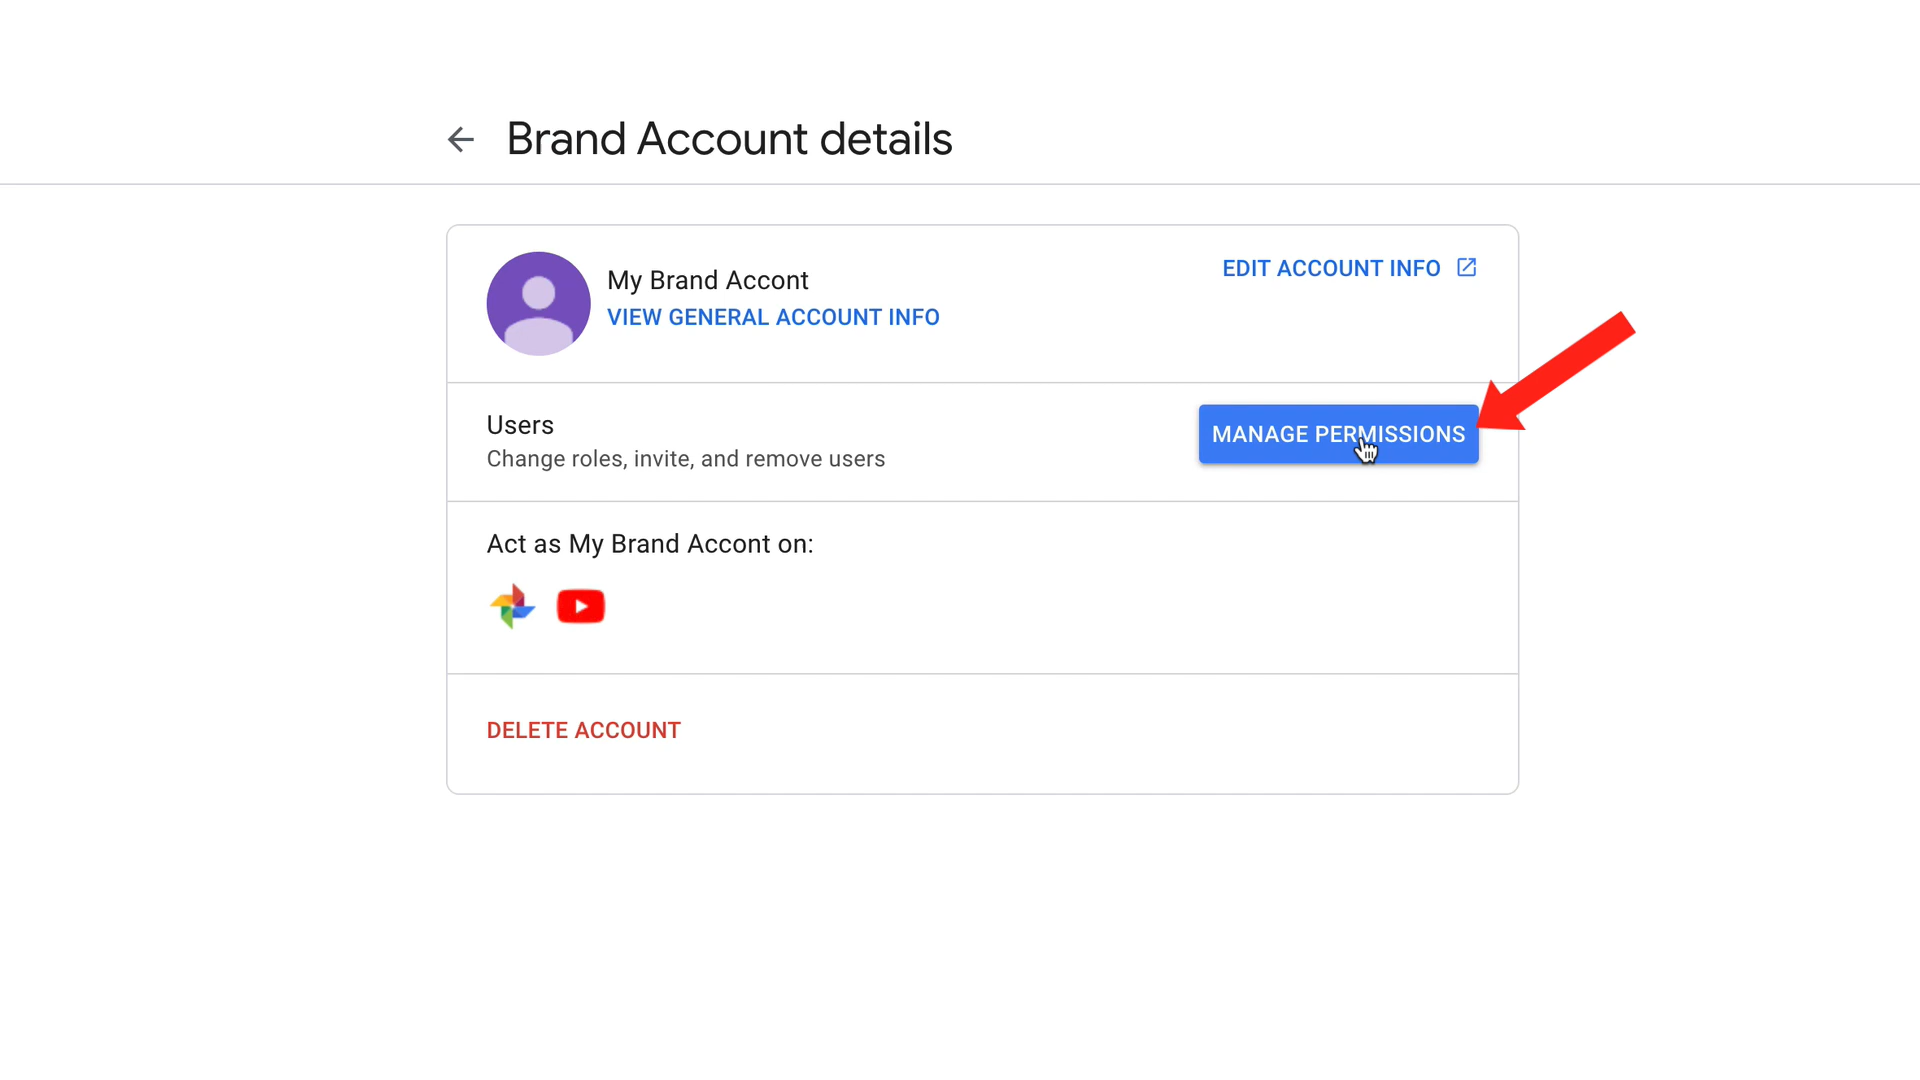 Brand Account details
My Brand Accont
EDIT ACCOUNT INFO
VIEW GENERAL ACCOUNT INFO
Users
Change roles, invite, and remove users
MANAGE PERMISSIONS
Act as My Brand Accont on:
DELETE ACCOUNT